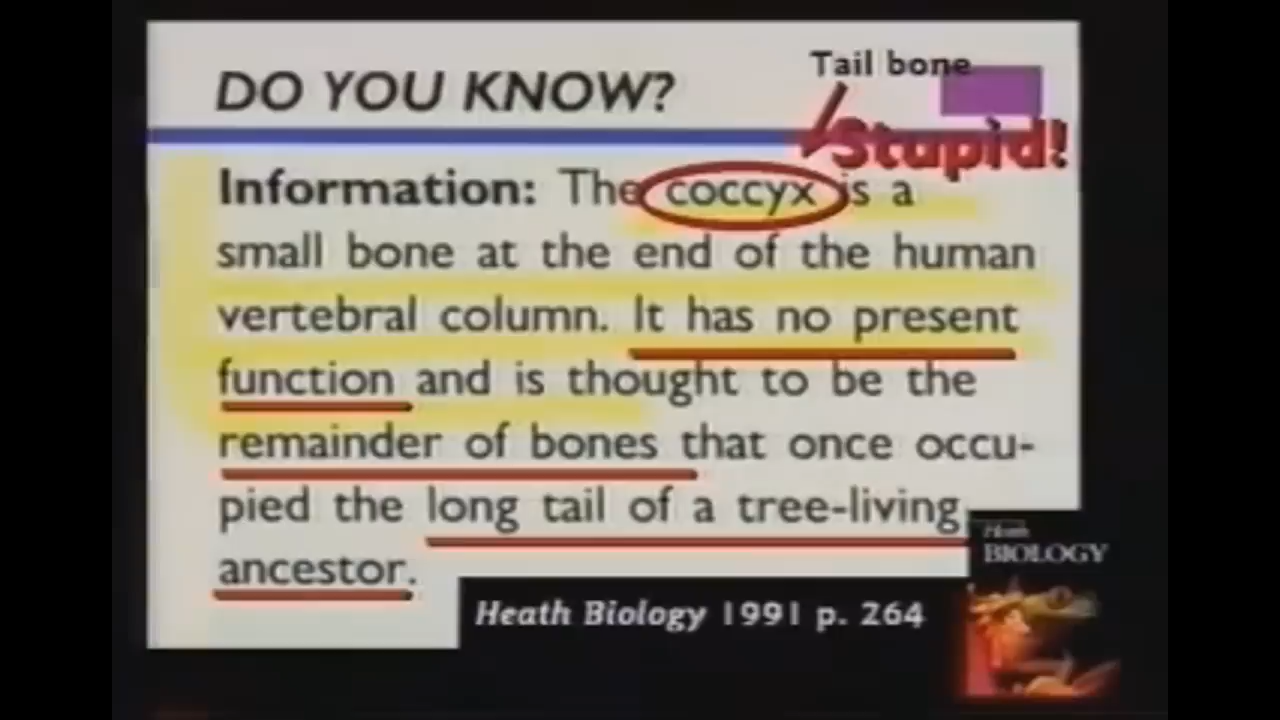 Tail bone
DO YOU KNOW?
Stupid!
Information: The coccyx is a
small bone at the end of the human
vertebral column. It has no present
function and is thought to be the
remainder of bones that once occu-
pied the long tail of a tree-living
ancestor.
Heath
BIOLOGY
Heath Biology 1991 p. 264